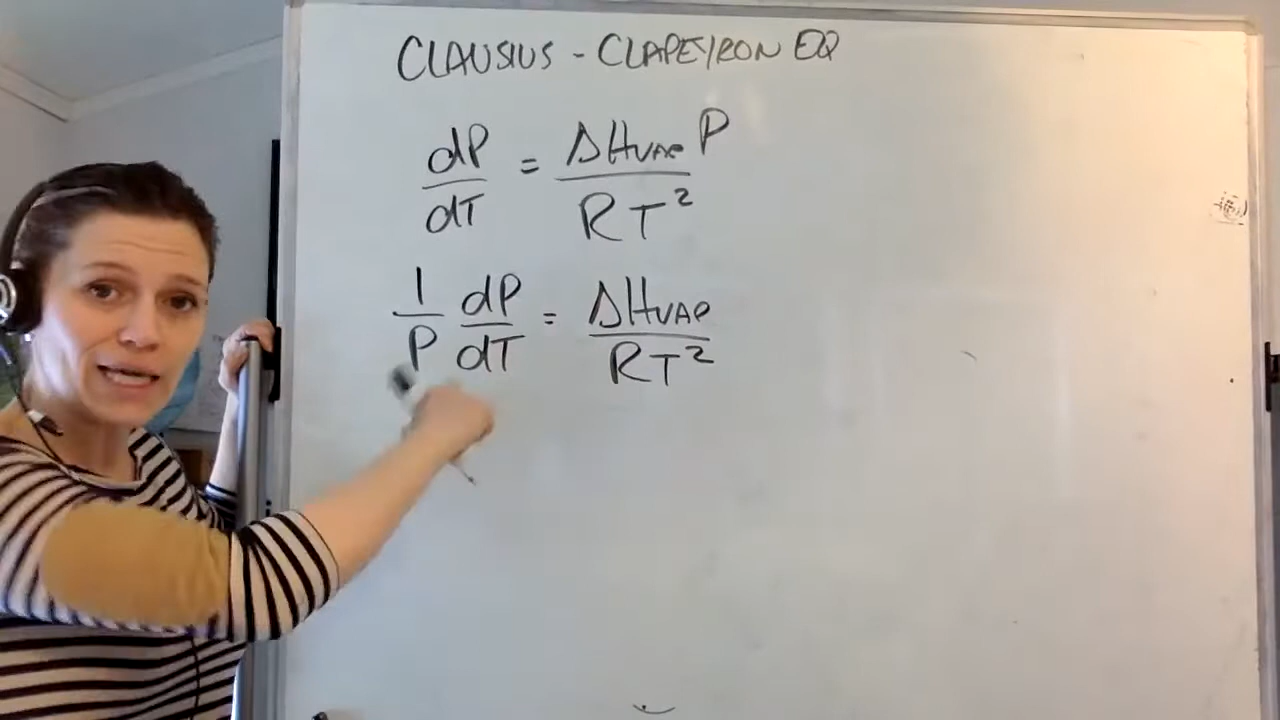 CLAUSIUS - CLAPEYRON EQ
dP/dT = ΔHVAP P / RT²
1/P dP/dT = ΔHVAP / RT²